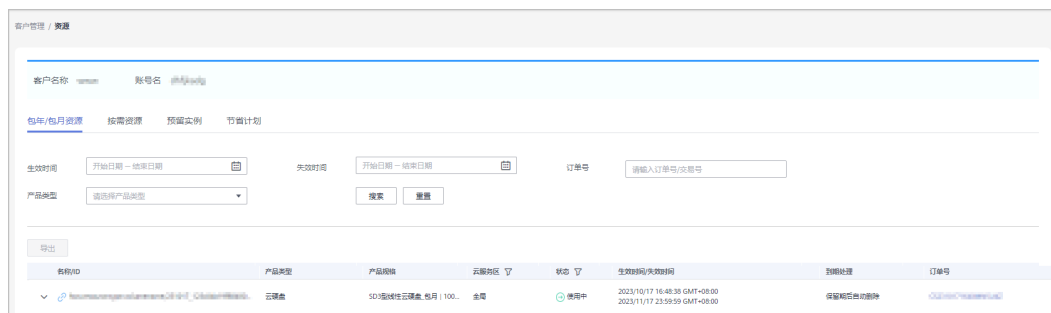 客户管理 / 资源
客户名称 账号名
包年/包月资源 按需资源 预留实例 节省计划
生效时间 开始日期 – 结束日期 失效时间 开始日期 – 结束日期 订单号 请输入订单号/交易号
产品类型 请选择产品类型 搜索 重置
导出
名称/ID 产品类型 产品规格 云服务区 状态 生效时间/失效时间 到期处理 订单号
云硬盘 SD3型线性云硬盘_包月 | 100... 全局 使用中 2023/10/17 16:48:38 GMT+08:00 保留期后自动删除
2023/11/17 23:59:59 GMT+08:00